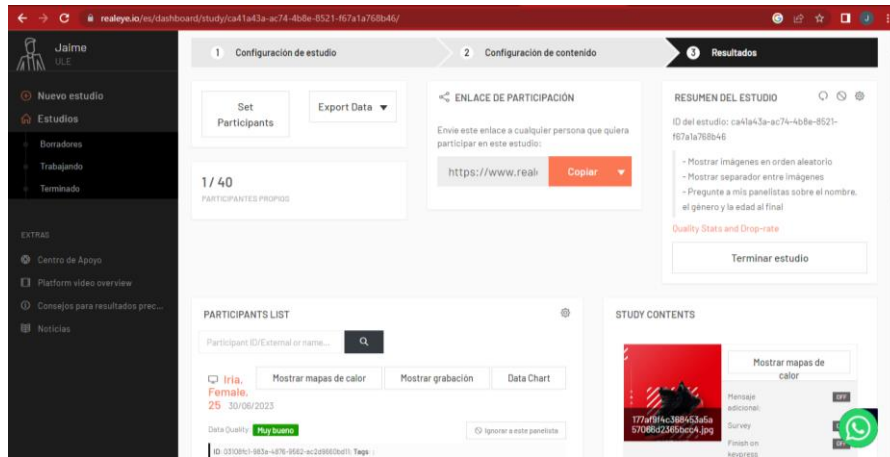 realeye.io/es/dashboard/study/ca41a43a-ac74-4b8e-8521-f67a1a768b46/
J
Jaime
ULE
Nuevo estudio
Estudios
Borradores
Trabajando
Terminado
EXTRAS
Centro de Apoyo
Platform video overview
Consejos para resultados prec...
Noticias
1 Configuración de estudio
2 Configuración de contenido
3 Resultados
Set
Participants
Export Data
1 / 40
PARTICIPANTES PROPIOS
ENLACE DE PARTICIPACIÓN
Envíe este enlace a cualquier persona que quiera
participar en este estudio:
https://www.reale
Copiar
RESUMEN DEL ESTUDIO
ID del estudio: ca41a43a-ac74-4b8e-8521-
f67a1a768b46
- Mostrar imágenes en orden aleatorio
- Mostrar separador entre imágenes
- Pregunte a mis panelistas sobre el nombre,
el género y la edad al final
Quality Stats and Drop-rate
Terminar estudio
PARTICIPANTS LIST
Participant ID/External or name...
Iria,
Female,
25 30/06/2023
Mostrar mapas de calor
Mostrar grabación
Data Chart
Data Quality: Muy bueno
Ignorar a este panelista
Tags :
STUDY CONTENTS
177af9f4c368453a5a
57066d2365bcc4.jpg
Mostrar mapas de
calor
Mensaje
adicional:
OFF
Survey
Finish on
keypress